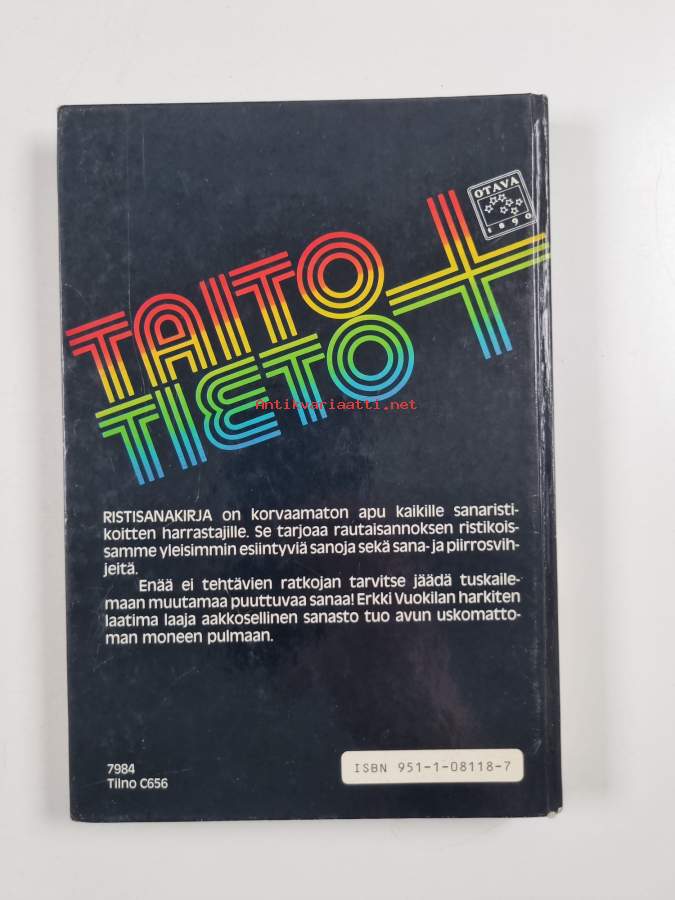 OTAVA
1890
TAITO
TIETO
+
Antikvariaatti.net
RISTISANAKIRJA on korvaamaton apu kaikille sanaristi-
koitten harrastajille. Se tarjoaa rautaisannoksen ristikois-
samme yleisimmin esiintyviä sanoja sekä sana- ja piirrosvih-
jeitä.
Enää ei tehtävien ratkojan tarvitse jäädä tuskaile-
maan muutamaa puuttuvaa sanaa! Erkki Vuokilan harkiten
laatima laaja aakkosellinen sanasto tuo avun uskomatto-
man moneen pulmaan.
7984
Tilno C656
ISBN 951-1-08118-7